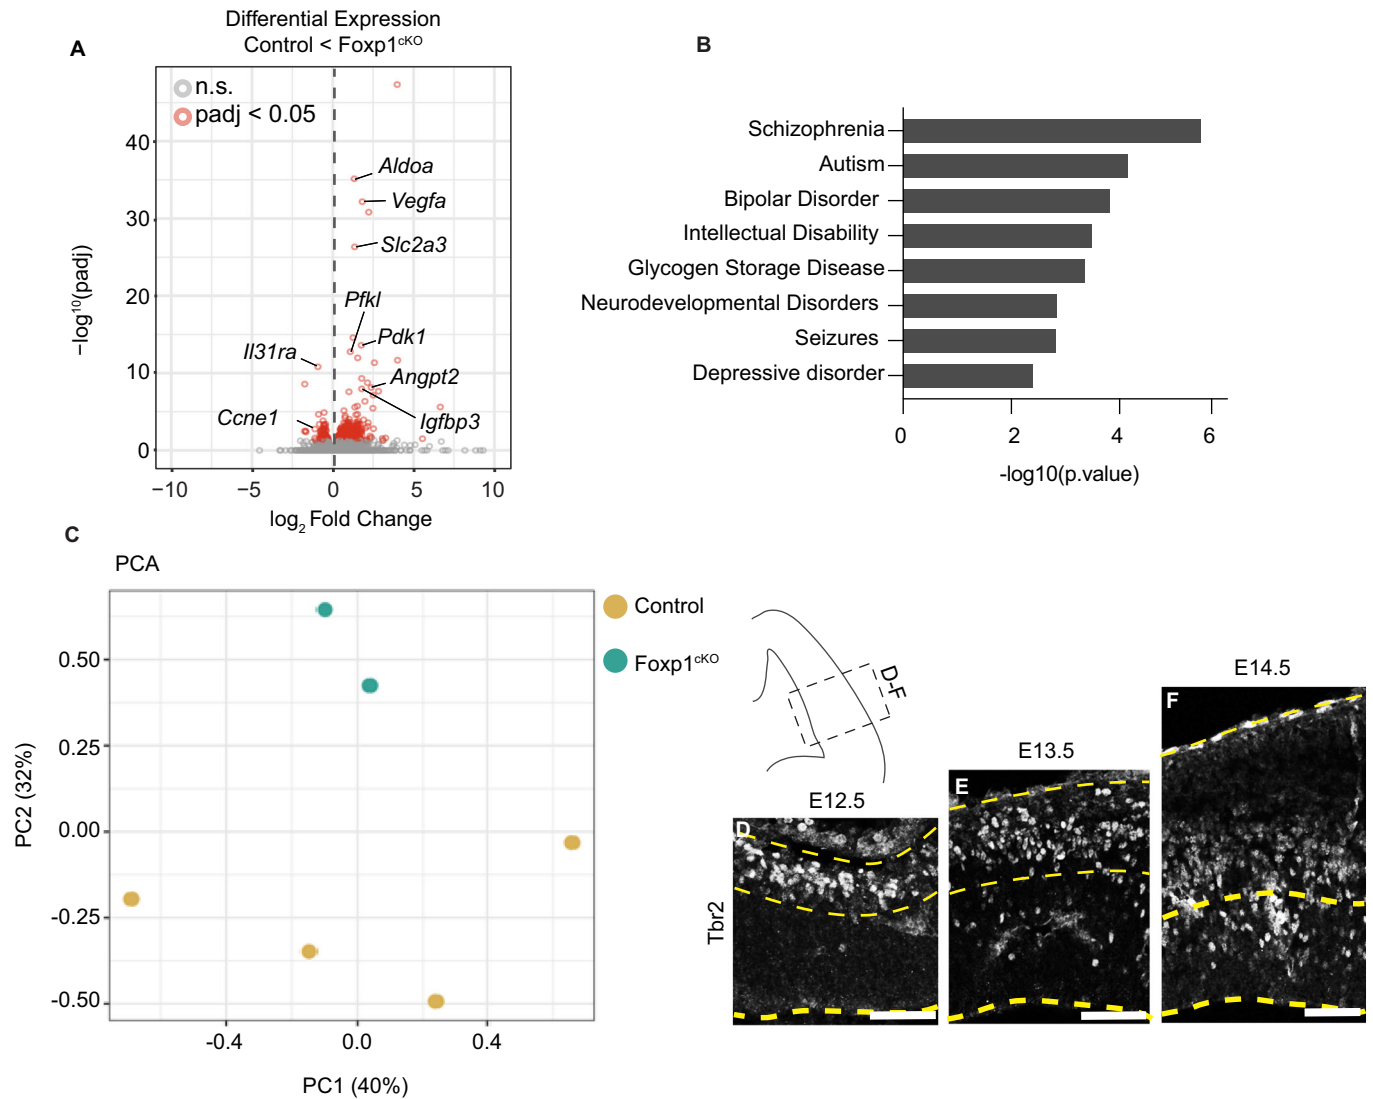 A
Differential Expression
Control < Foxp1cKO
n.s.
padj < 0.05
Aldoa
Vegfa
Slc2a3
Pfkl
Pdk1
Il31ra
Angpt2
Ccne1
Igfbp3
40
30
20
10
0
−log10(padj)
−10
−5
0
5
10
log2 Fold Change
B
Schizophrenia
Autism
Bipolar Disorder
Intellectual Disability
Glycogen Storage Disease
Neurodevelopmental Disorders
Seizures
Depressive disorder
0
2
4
6
-log10(p.value)
C
PCA
Control
Foxp1cKO
0.50
0.25
0.00
-0.25
-0.50
PC2 (32%)
-0.4
0.0
0.4
PC1 (40%)
D-F
E12.5
E13.5
E14.5
D
E
F
Tbr2